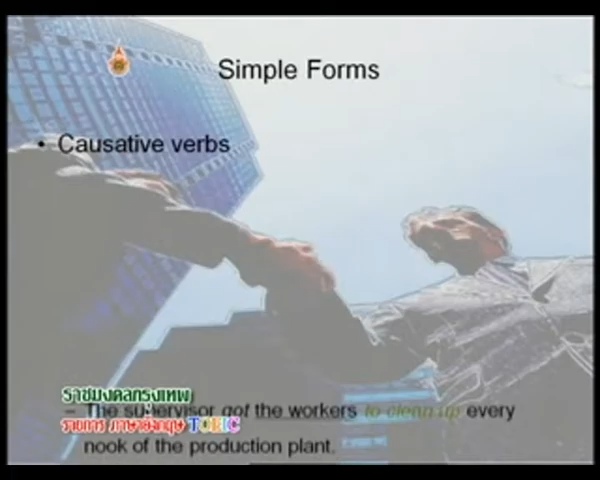 Simple Forms
• Causative verbs
ราชมงคลกรุงเทพ
– The supervisor got the workers to clean up every
รายการ ภาษาอังกฤษ TOEIC
nook of the production plant.